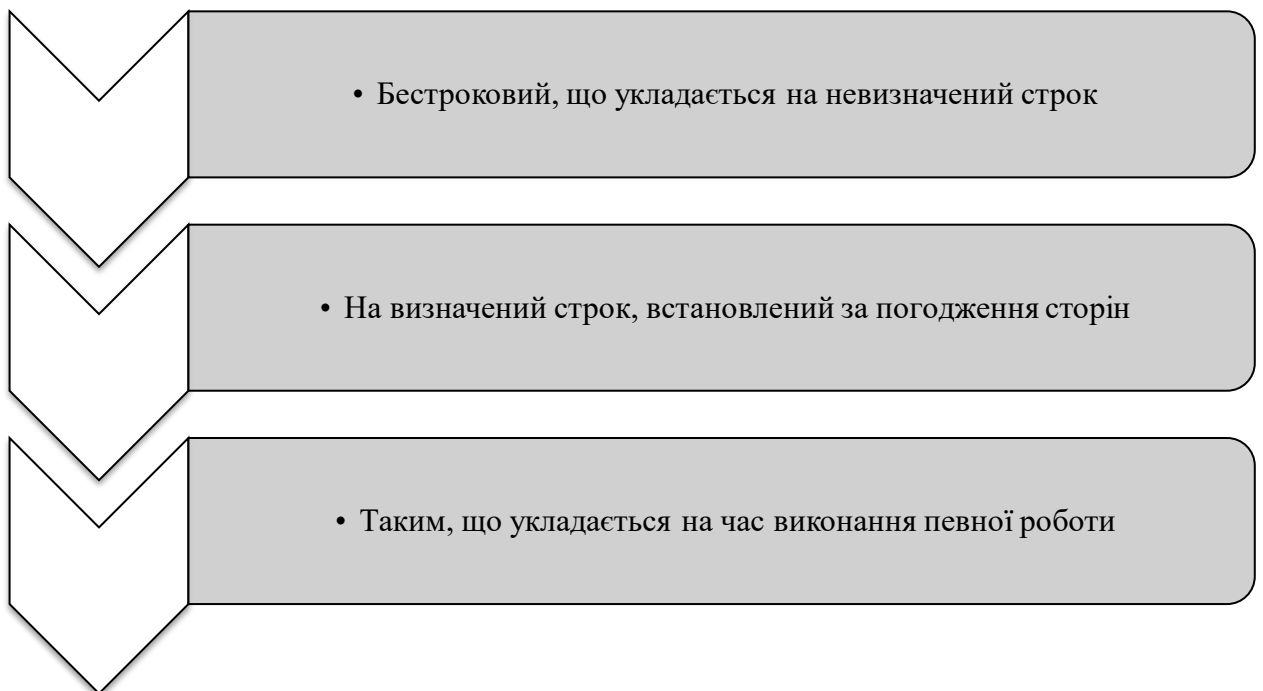 • Бестроковий, що укладається на невизначений строк
• На визначений строк, встановлений за погодження сторін
• Таким, що укладається на час виконання певної роботи